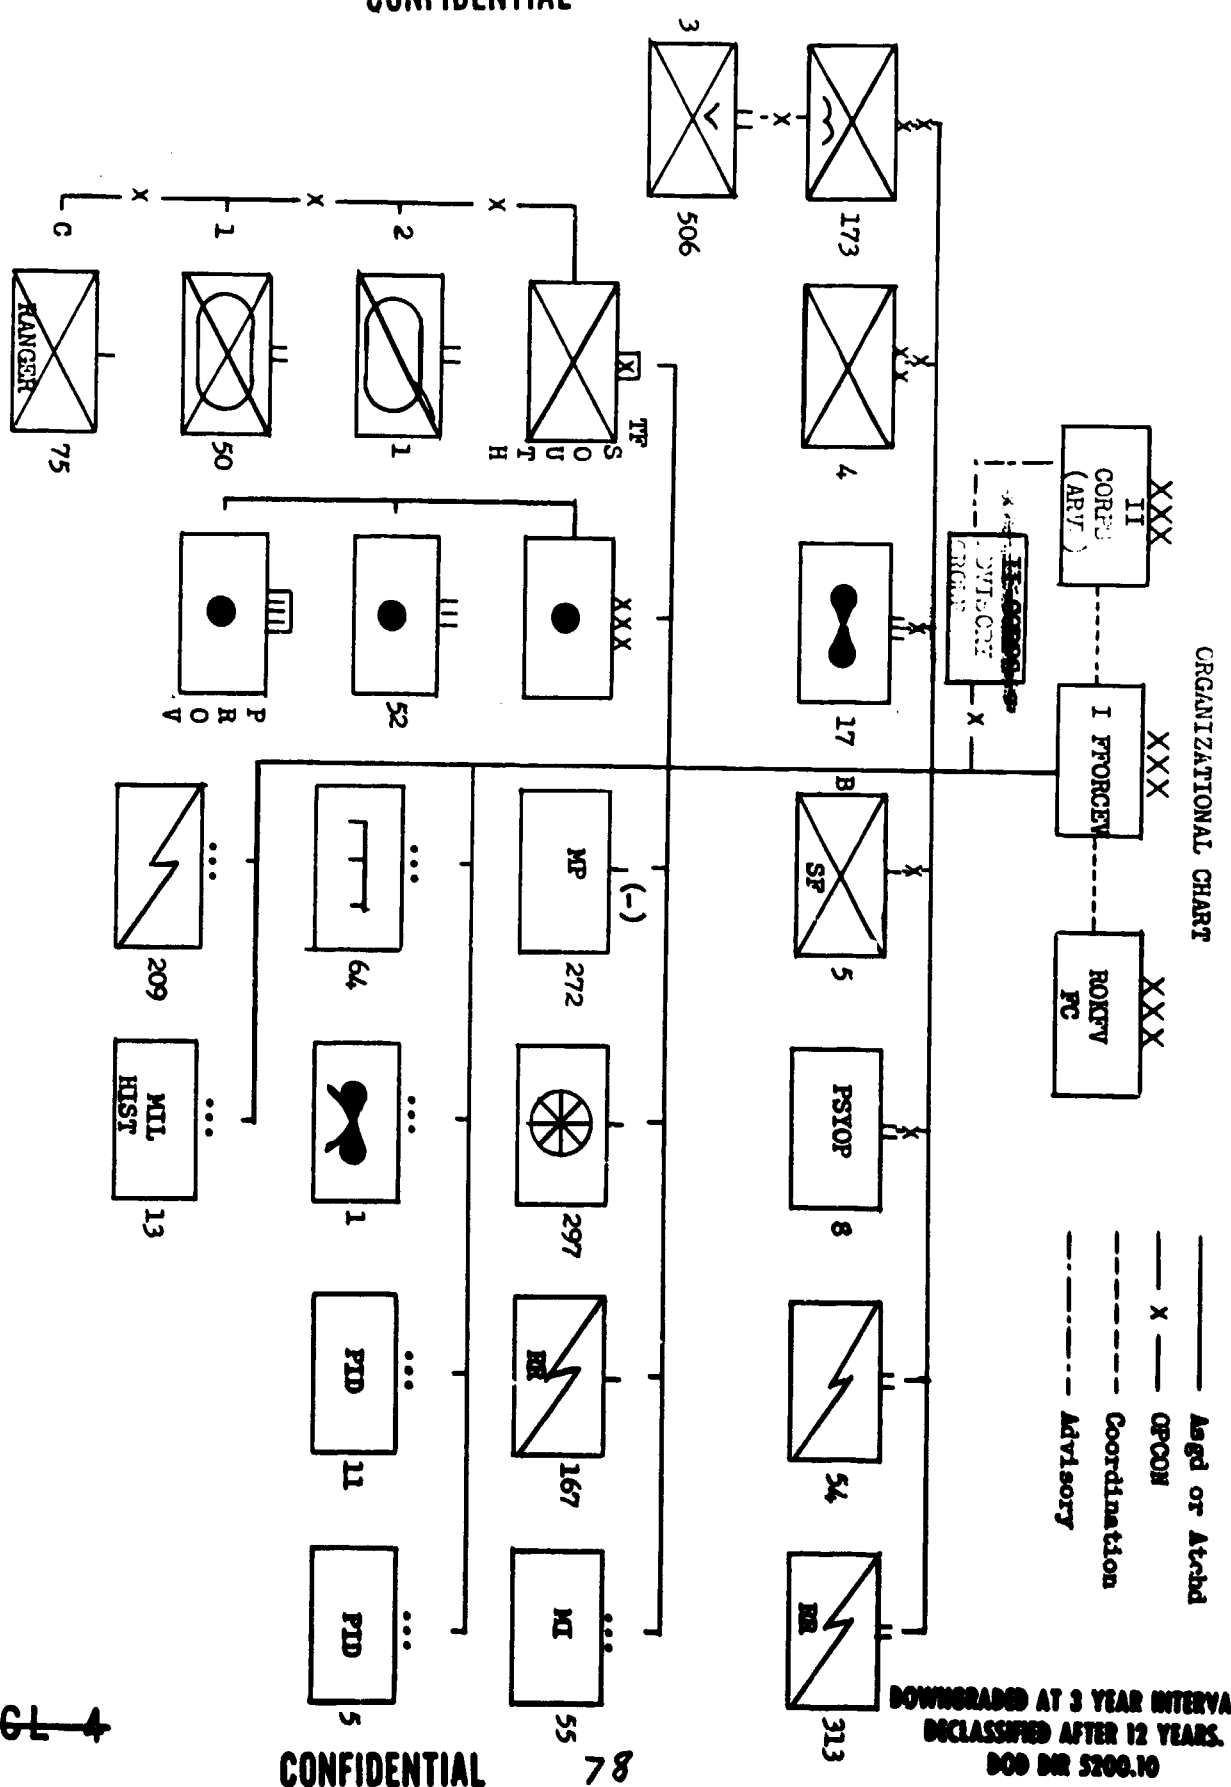 CONFIDENTIAL
ORGANIZATIONAL CHART
Asgd or Atchd
X OPCON
Coordination
Advisory
XXX
II
CORPS
XXX
I FFORCEV
XXX
ROKFV
FC
X
173
X
3
506
4
17
B
SF
5
PSYOP
8
54
RR
313
X
TF
SOUTH
XXX
MP
(-)
272
297
RR
167
MI
55
X
2
1
52
64
1
PID
11
PID
5
X
1
50
PROV
209
MIL
HIST
13
X
C
RANGER
75
DOWNGRADED AT 3 YEAR INTERVA
DECLASSIFIED AFTER 12 YEARS.
DOD DIR 5200.10
CONFIDENTIAL
78